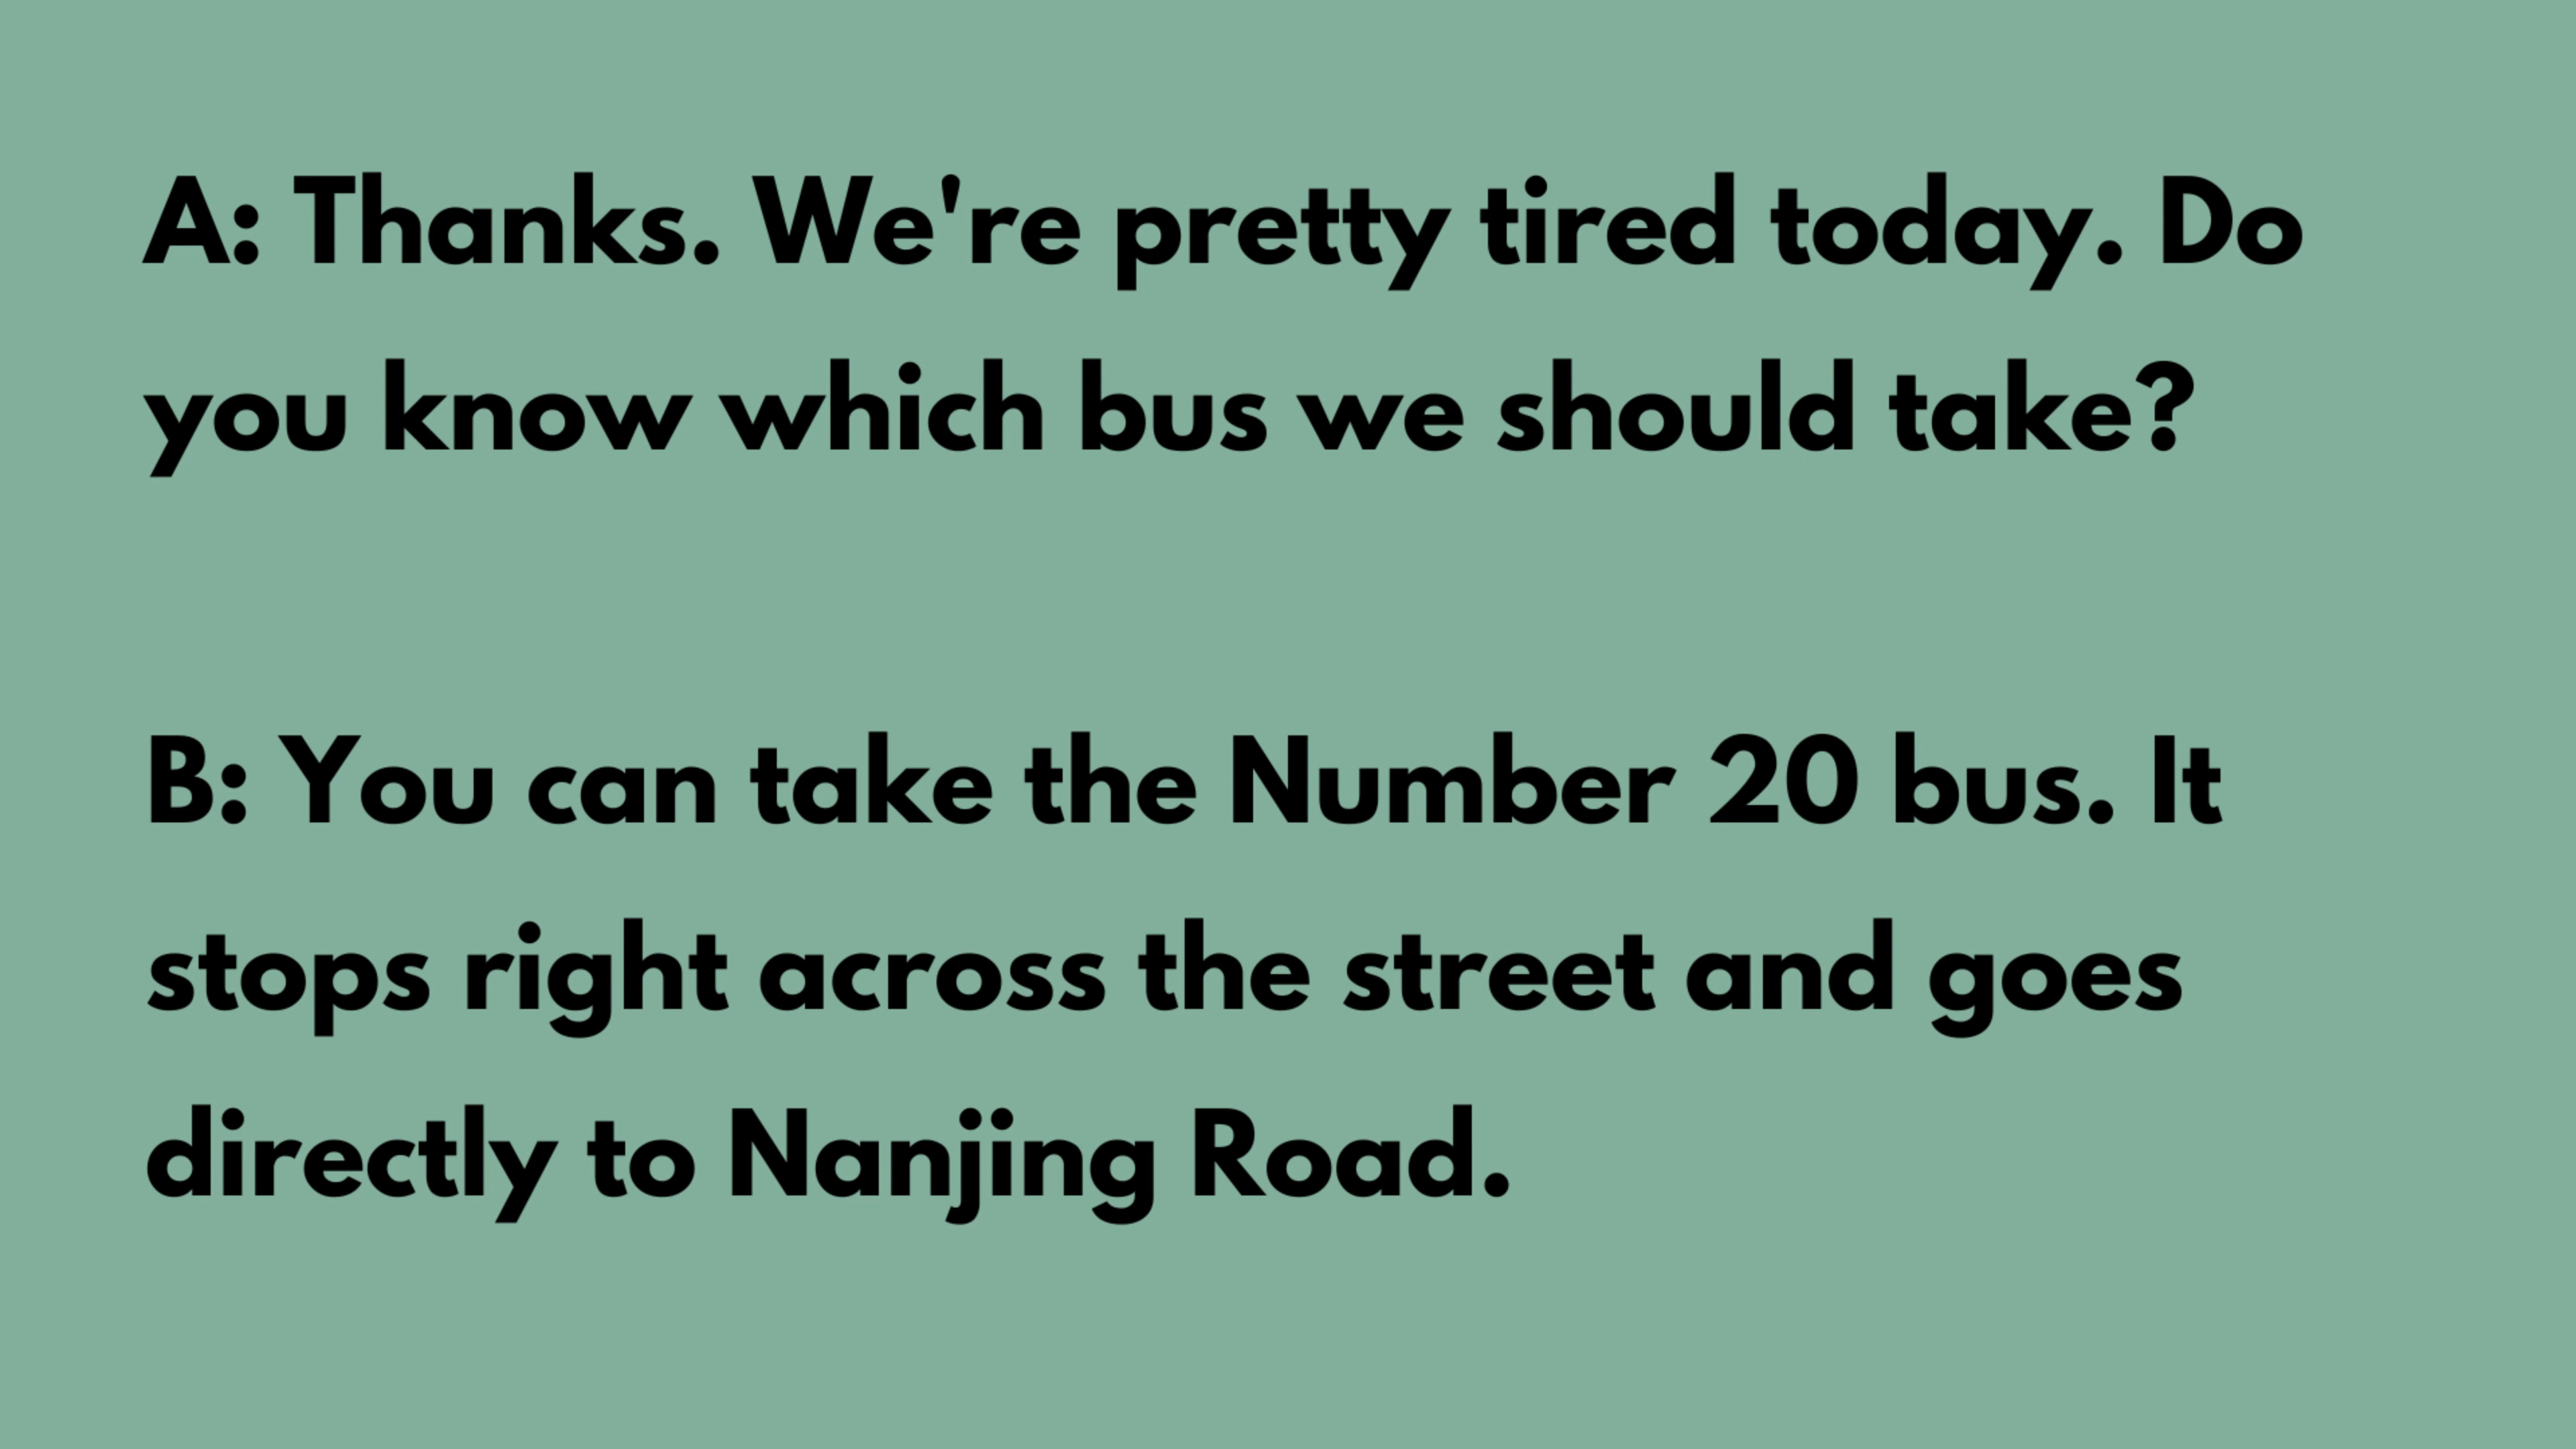 A: Thanks. We're pretty tired today. Do
you know which bus we should take?
B: You can take the Number 20 bus. It
stops right across the street and goes
directly to Nanjing Road.